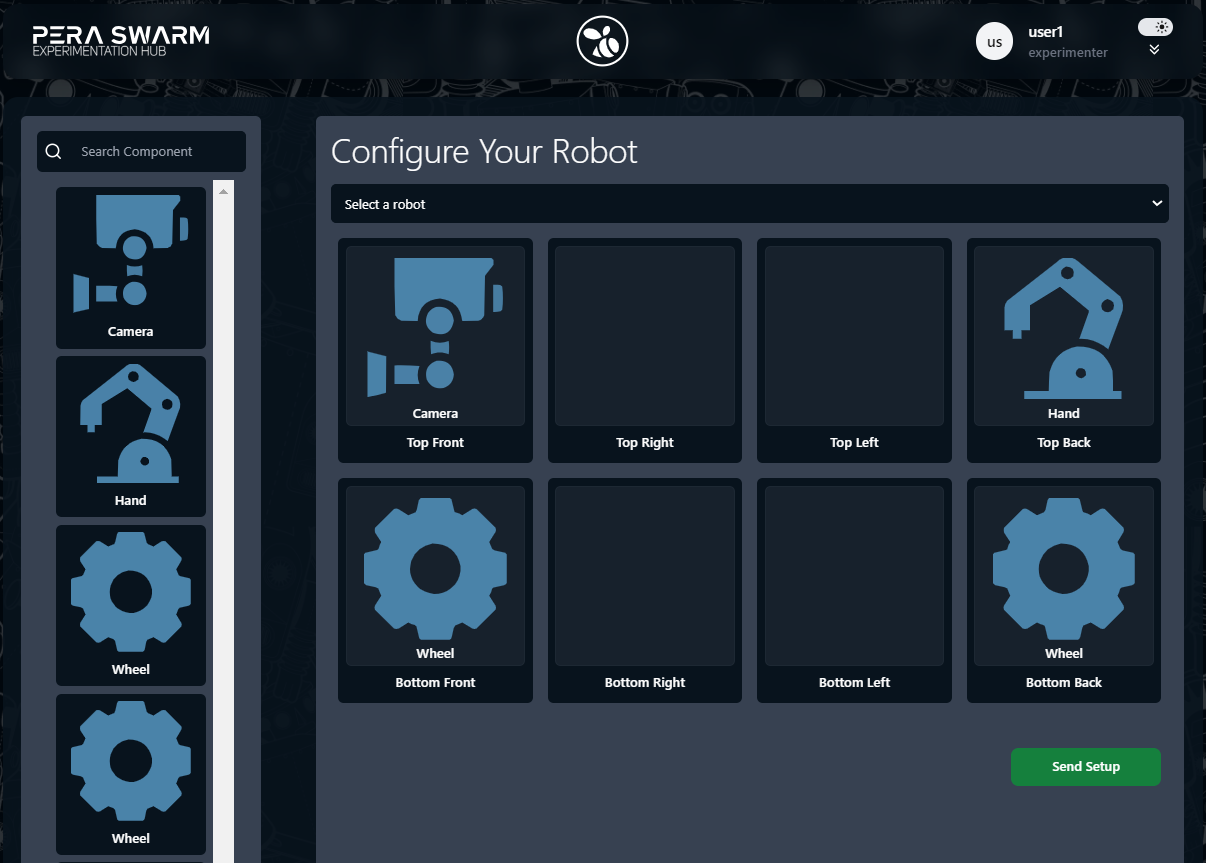 PERA SWARM
EXPERIMENTATION HUB
us
user1
experimenter
Search Component
Camera
Hand
Wheel
Wheel
Configure Your Robot
Select a robot
Camera
Hand
Top Front
Top Right
Top Left
Top Back
Wheel
Wheel
Bottom Front
Bottom Right
Bottom Left
Bottom Back
Send Setup